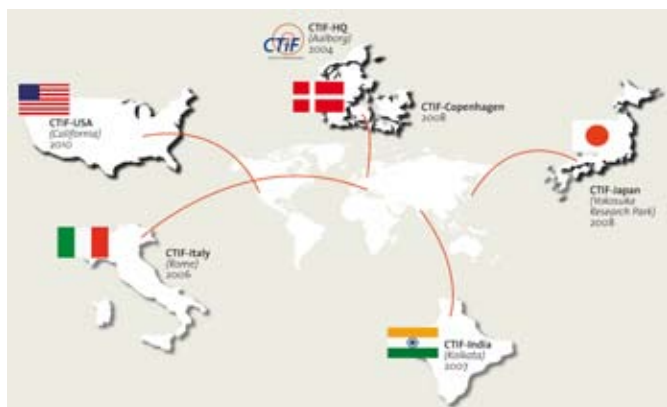 CTIF-HQ
(Aalborg)
2004
CTIF
CTIF-Copenhagen
2008
CTIF-USA
(California)
2010
CTIF-Japan
(Yokosuka
Research Park)
2008
CTIF-Italy
(Rome)
2006
CTIF-India
(Kolkata)
2007